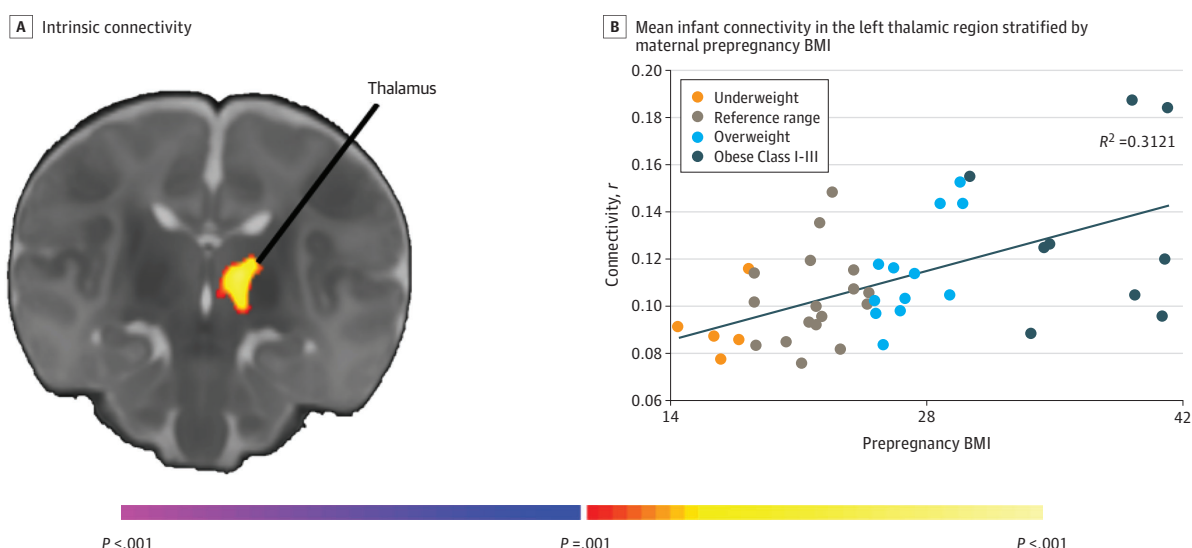 A Intrinsic connectivity
Thalamus
B Mean infant connectivity in the left thalamic region stratified by
maternal prepregnancy BMI
0.20
0.18
0.16
0.14
0.12
0.10
0.08
0.06
Connectivity, r
Underweight
Reference range
Overweight
Obese Class I-III
R² =0.3121
14
28
42
Prepregnancy BMI
P <.001
P =.001
P <.001